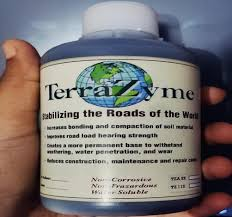 TerraZyme
Stabilizing the Roads of the World
Increases bonding and compaction of soil material
Improves road load bearing strength
Creates a more permanent base to withstand
weathering, water penetration, and wear
Reduces construction, maintenance and repair costs
Non-Corrosive
Non-Hazardous
Water Soluble